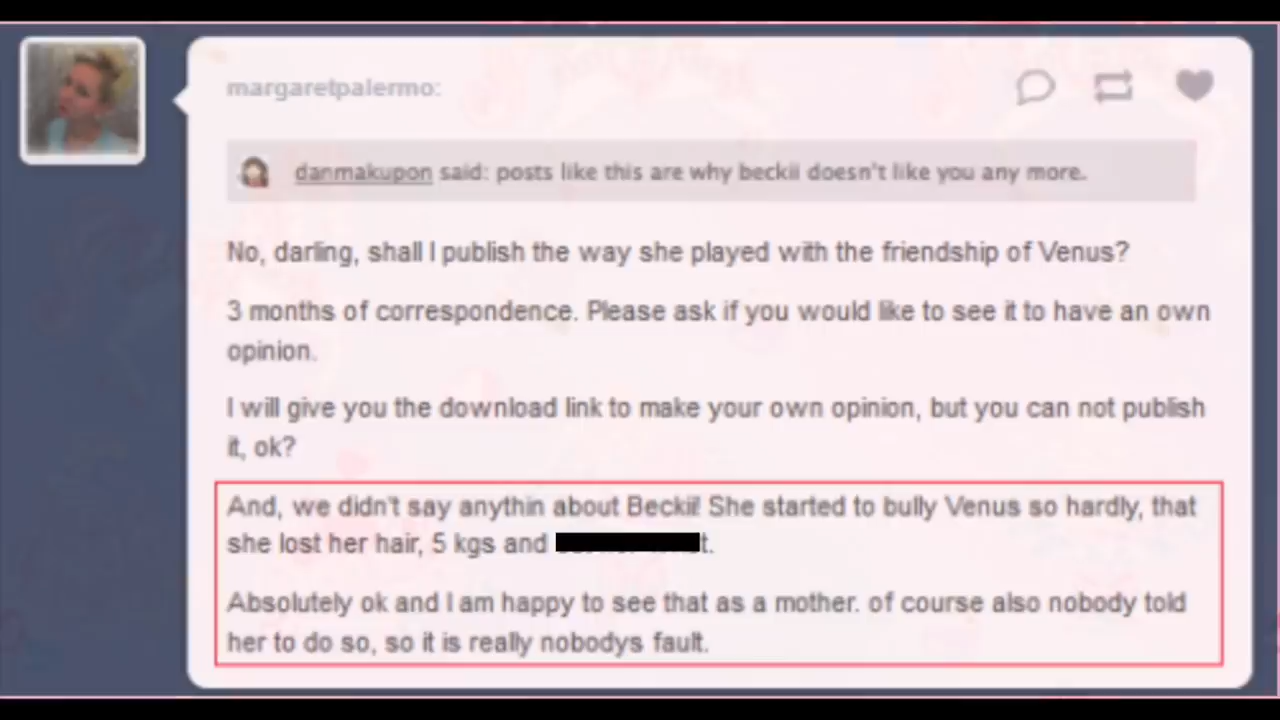 margaretpalermo:
danmakupon said: posts like this are why beckii doesn't like you any more.
No, darling, shall I publish the way she played with the friendship of Venus?
3 months of correspondence. Please ask if you would like to see it to have an own
opinion.
I will give you the download link to make your own opinion, but you can not publish
it, ok?
And, we didn't say anythin about Beckii! She started to bully Venus so hardly, that
she lost her hair, 5 kgs and t.
Absolutely ok and I am happy to see that as a mother. of course also nobody told
her to do so, so it is really nobodys fault.